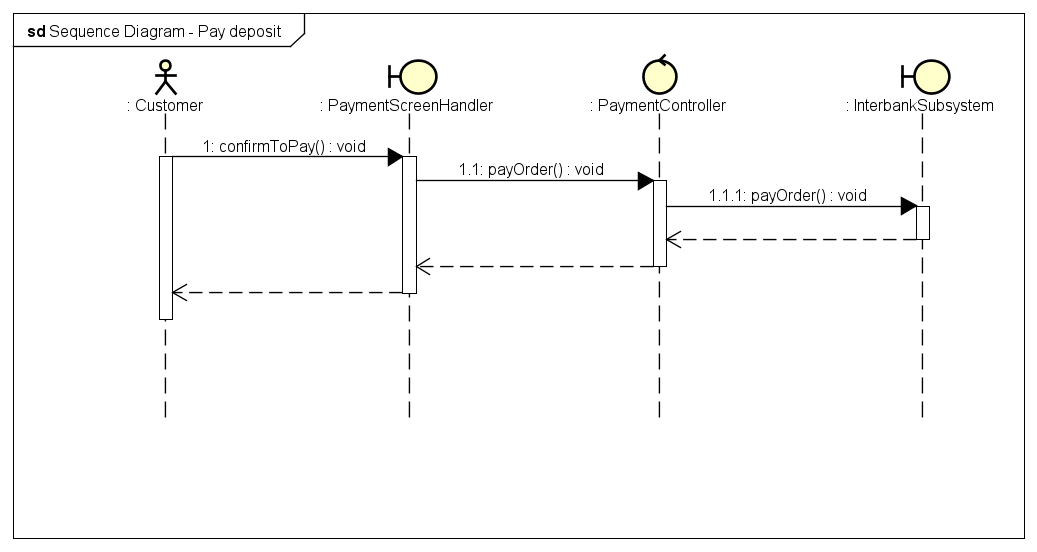 sd Sequence Diagram - Pay deposit
: Customer
: PaymentScreenHandler
: PaymentController
: InterbankSubsystem
1: confirmToPay() : void
1.1: payOrder() : void
1.1.1: payOrder() : void